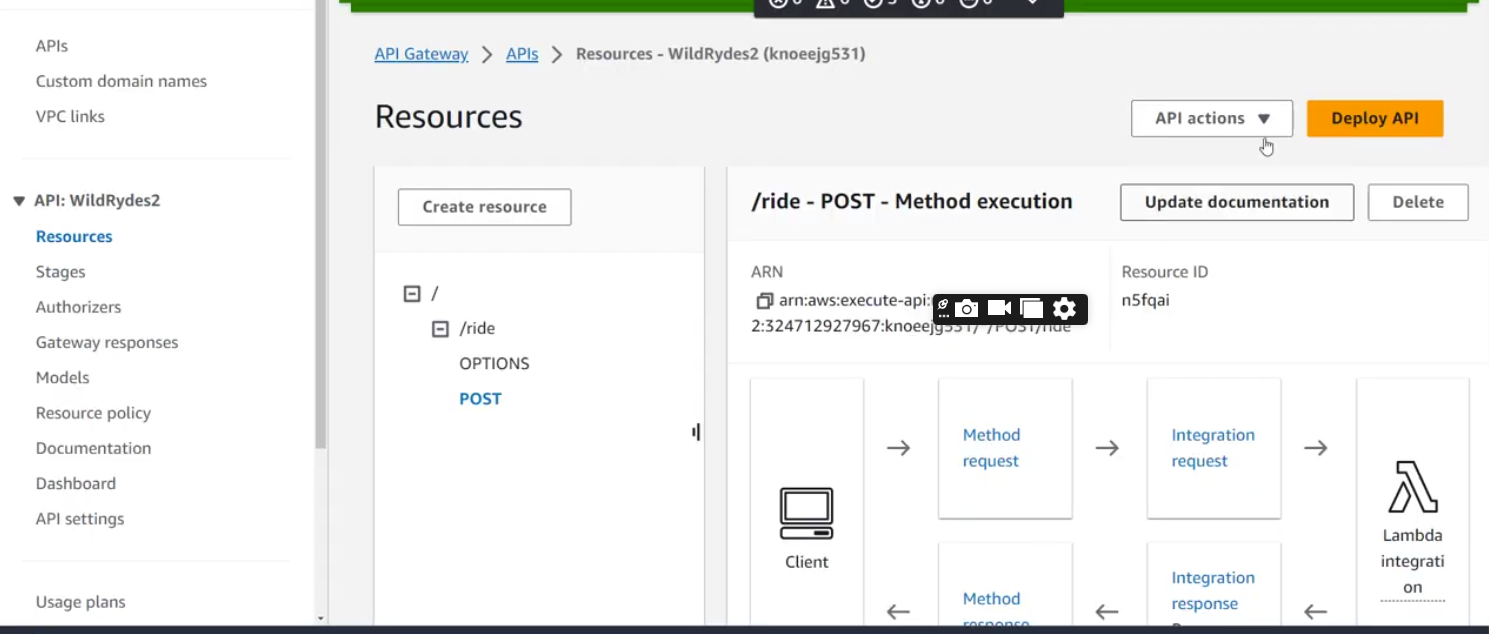 APIs
Custom domain names
VPC links
API: WildRydes2
Resources
Stages
Authorizers
Gateway responses
Models
Resource policy
Documentation
Dashboard
API settings
Usage plans
API Gateway > APIs > Resources - WildRydes2 (knoeejg531)
Resources
API actions
Deploy API
Create resource
/
/ride
OPTIONS
POST
/ride - POST - Method execution
Update documentation
Delete
ARN
arn:aws:execute-api:
2:324712927967:knoeejg531/*/POST/ride
Resource ID
n5fqai
Client
Method
request
Integration
request
Lambda
integrati
on
Method
response
Integration
response